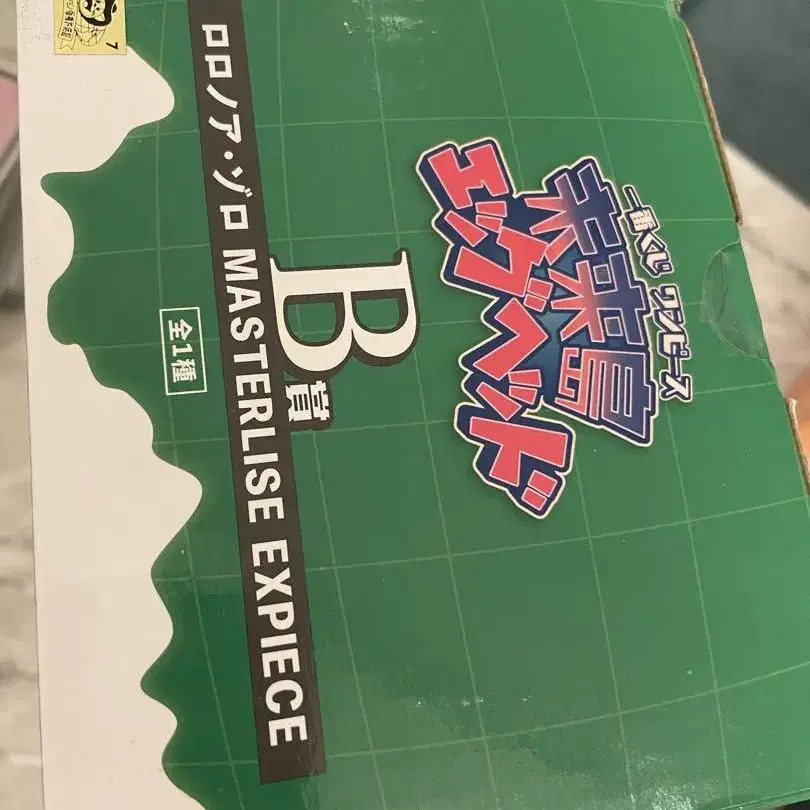 一番くじ ワンピース
未来島
エッグヘッド
B賞
ロロノア・ゾロ MASTERLISE EXPIECE
全1種
7